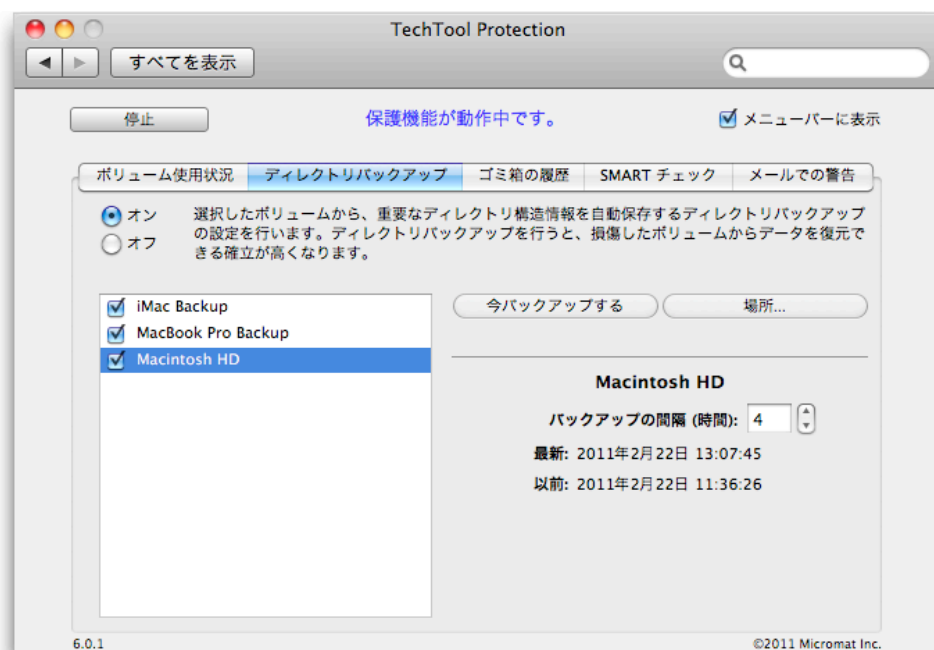 TechTool Protection
すべてを表示
停止
保護機能が動作中です。
メニューバーに表示
ボリューム使用状況
ディレクトリバックアップ
ゴミ箱の履歴
SMART チェック
メールでの警告
オン
オフ
選択したボリュームから、重要なディレクトリ構造情報を自動保存するディレクトリバックアップ
の設定を行います。ディレクトリバックアップを行うと、損傷したボリュームからデータを復元で
きる確立が高くなります。
iMac Backup
MacBook Pro Backup
Macintosh HD
今バックアップする
場所...
Macintosh HD
バックアップの間隔 (時間): 4
最新: 2011年2月22日 13:07:45
以前: 2011年2月22日 11:36:26
6.0.1
©2011 Micromat Inc.